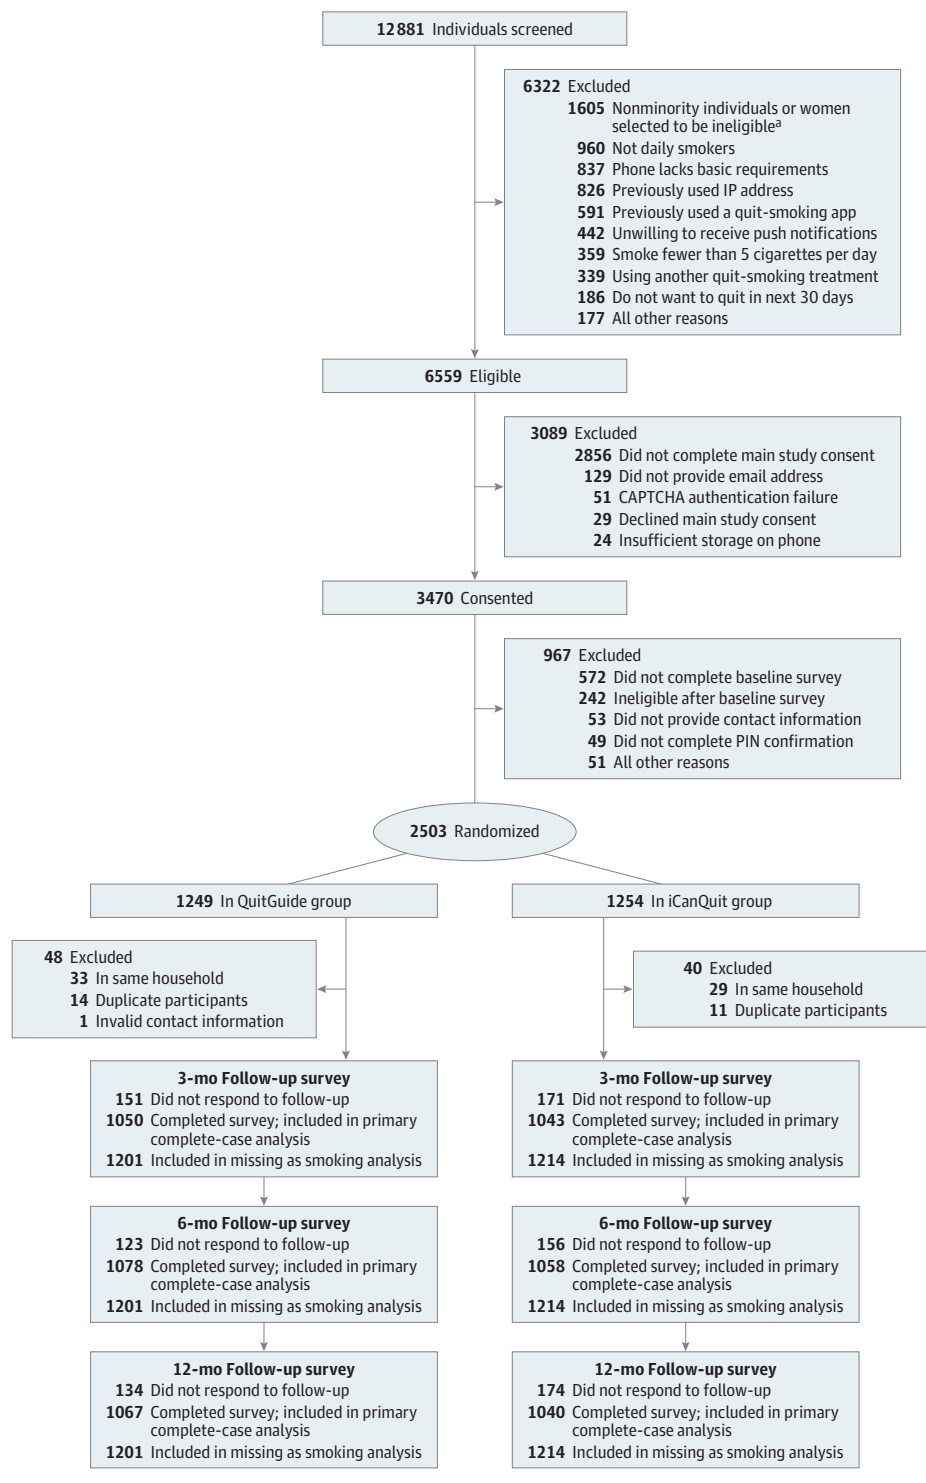 12 881 Individuals screened
6322 Excluded
1605 Nonminority individuals or women
selected to be ineligibleᵃ
960 Not daily smokers
837 Phone lacks basic requirements
826 Previously used IP address
591 Previously used a quit-smoking app
442 Unwilling to receive push notifications
359 Smoke fewer than 5 cigarettes per day
339 Using another quit-smoking treatment
186 Do not want to quit in next 30 days
177 All other reasons
6559 Eligible
3089 Excluded
2856 Did not complete main study consent
129 Did not provide email address
51 CAPTCHA authentication failure
29 Declined main study consent
24 Insufficient storage on phone
3470 Consented
967 Excluded
572 Did not complete baseline survey
242 Ineligible after baseline survey
53 Did not provide contact information
49 Did not complete PIN confirmation
51 All other reasons
2503 Randomized
1249 In QuitGuide group
48 Excluded
33 In same household
14 Duplicate participants
1 Invalid contact information
3-mo Follow-up survey
151 Did not respond to follow-up
1050 Completed survey; included in primary
complete-case analysis
1201 Included in missing as smoking analysis
6-mo Follow-up survey
123 Did not respond to follow-up
1078 Completed survey; included in primary
complete-case analysis
1201 Included in missing as smoking analysis
12-mo Follow-up survey
134 Did not respond to follow-up
1067 Completed survey; included in primary
complete-case analysis
1201 Included in missing as smoking analysis
1254 In iCanQuit group
40 Excluded
29 In same household
11 Duplicate participants
3-mo Follow-up survey
171 Did not respond to follow-up
1043 Completed survey; included in primary
complete-case analysis
1214 Included in missing as smoking analysis
6-mo Follow-up survey
156 Did not respond to follow-up
1058 Completed survey; included in primary
complete-case analysis
1214 Included in missing as smoking analysis
12-mo Follow-up survey
174 Did not respond to follow-up
1040 Completed survey; included in primary
complete-case analysis
1214 Included in missing as smoking analysis